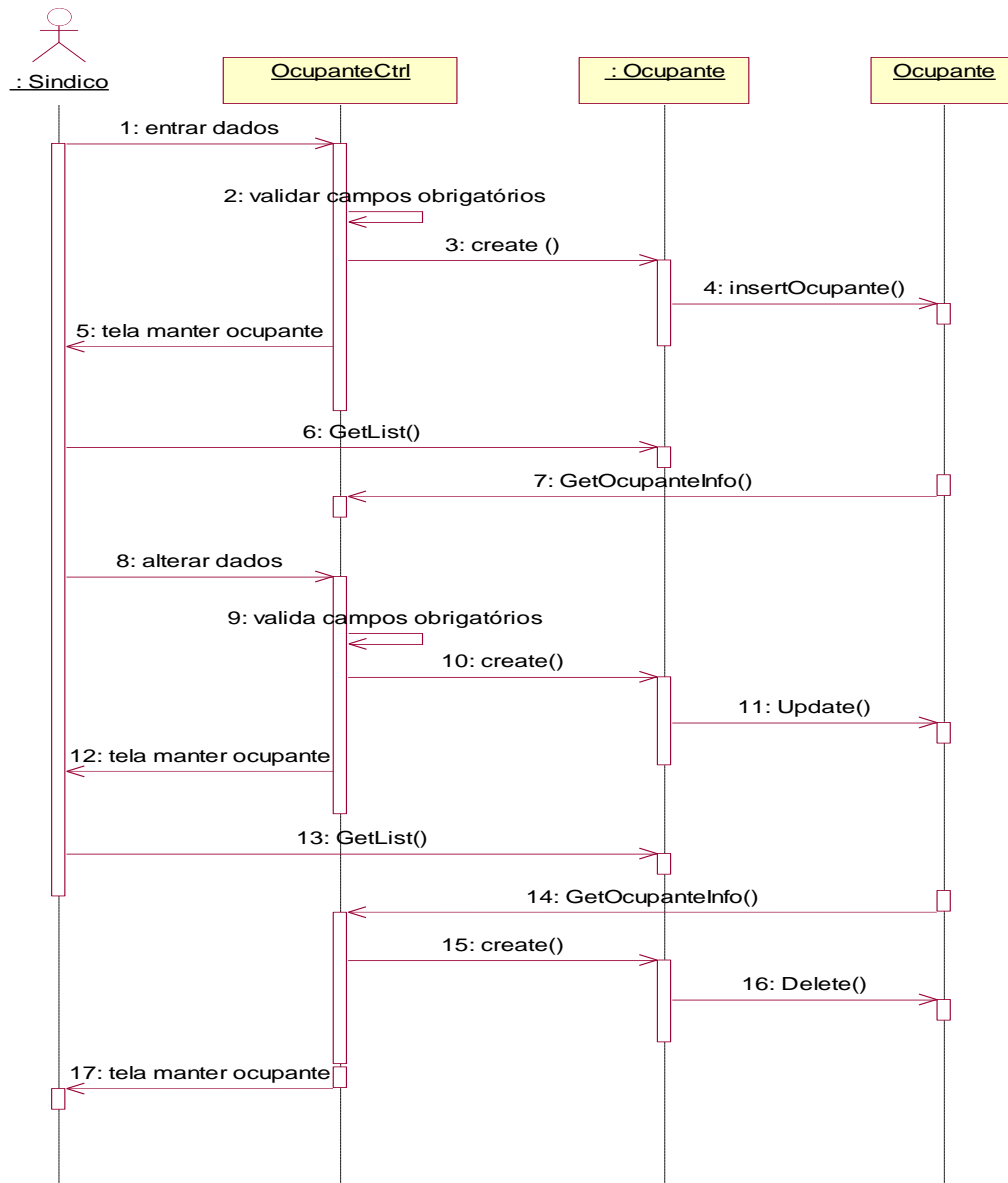 : Sindico
OcupanteCtrl
: Ocupante
Ocupante
1: entrar dados
2: validar campos obrigatórios
3: create ()
4: insertOcupante()
5: tela manter ocupante
6: GetList()
7: GetOcupanteInfo()
8: alterar dados
9: valida campos obrigatórios
10: create()
11: Update()
12: tela manter ocupante
13: GetList()
14: GetOcupanteInfo()
15: create()
16: Delete()
17: tela manter ocupante